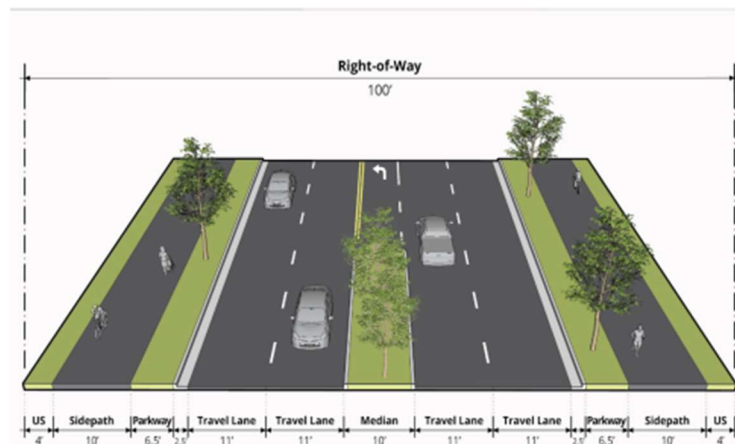 Right-of-Way
100'
US Sidepath Parkway Travel Lane Travel Lane Median Travel Lane Travel Lane Parkway Sidepath US
4' 10' 6.5' 2.5' 11' 11' 10' 11' 11' 2.5' 6.5' 10' 4'